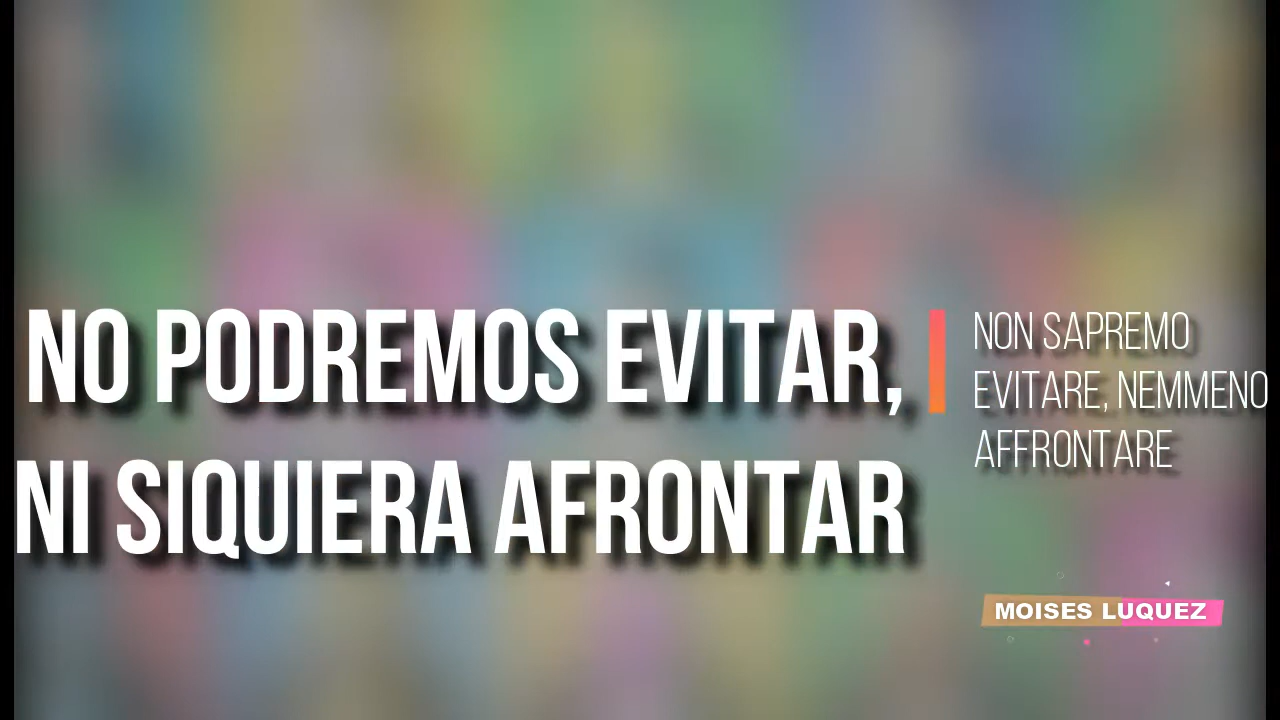 NO PODREMOS EVITAR,
NI SIQUIERA AFRONTAR
NON SAPREMO
EVITARE, NEMMENO
AFFRONTARE
MOISES LUQUEZ